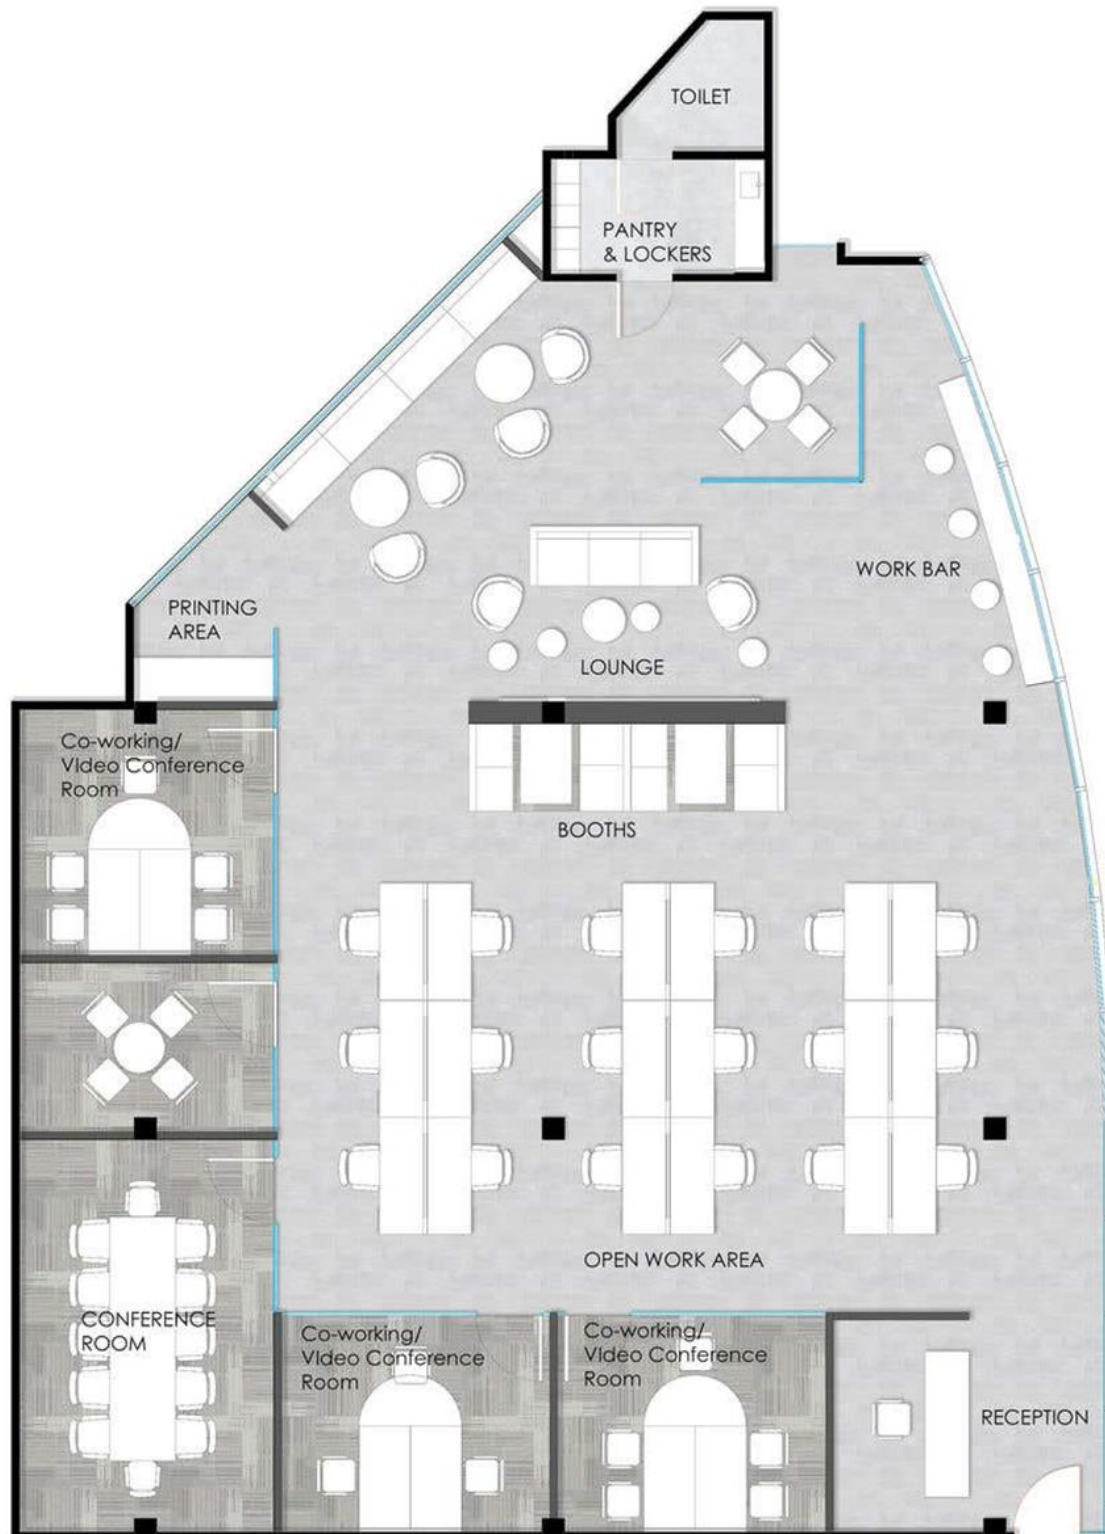 TOILET
PANTRY
& LOCKERS
WORK BAR
PRINTING
AREA
LOUNGE
Co-working/
VIdeo Conference
Room
BOOTHS
OPEN WORK AREA
CONFERENCE
ROOM
Co-working/
VIdeo Conference
Room
Co-working/
VIdeo Conference
Room
RECEPTION